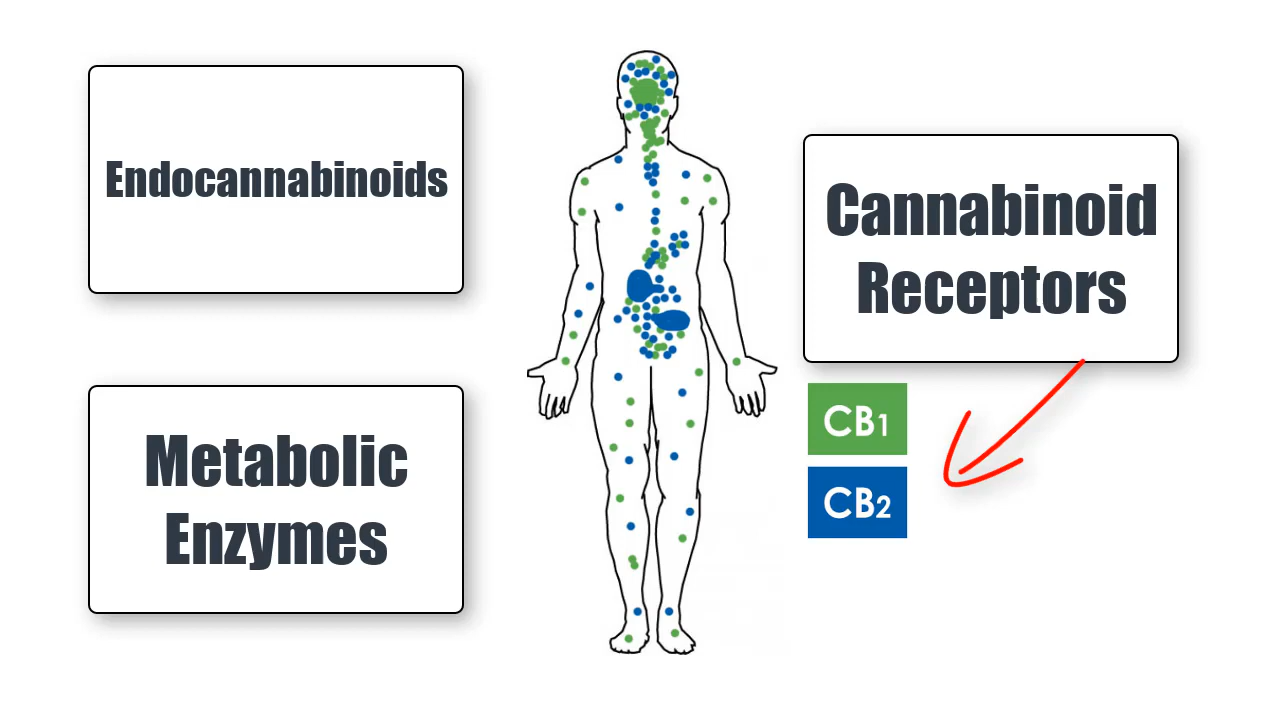 Endocannabinoids
Metabolic
Enzymes
Cannabinoid
Receptors
CB1
CB2